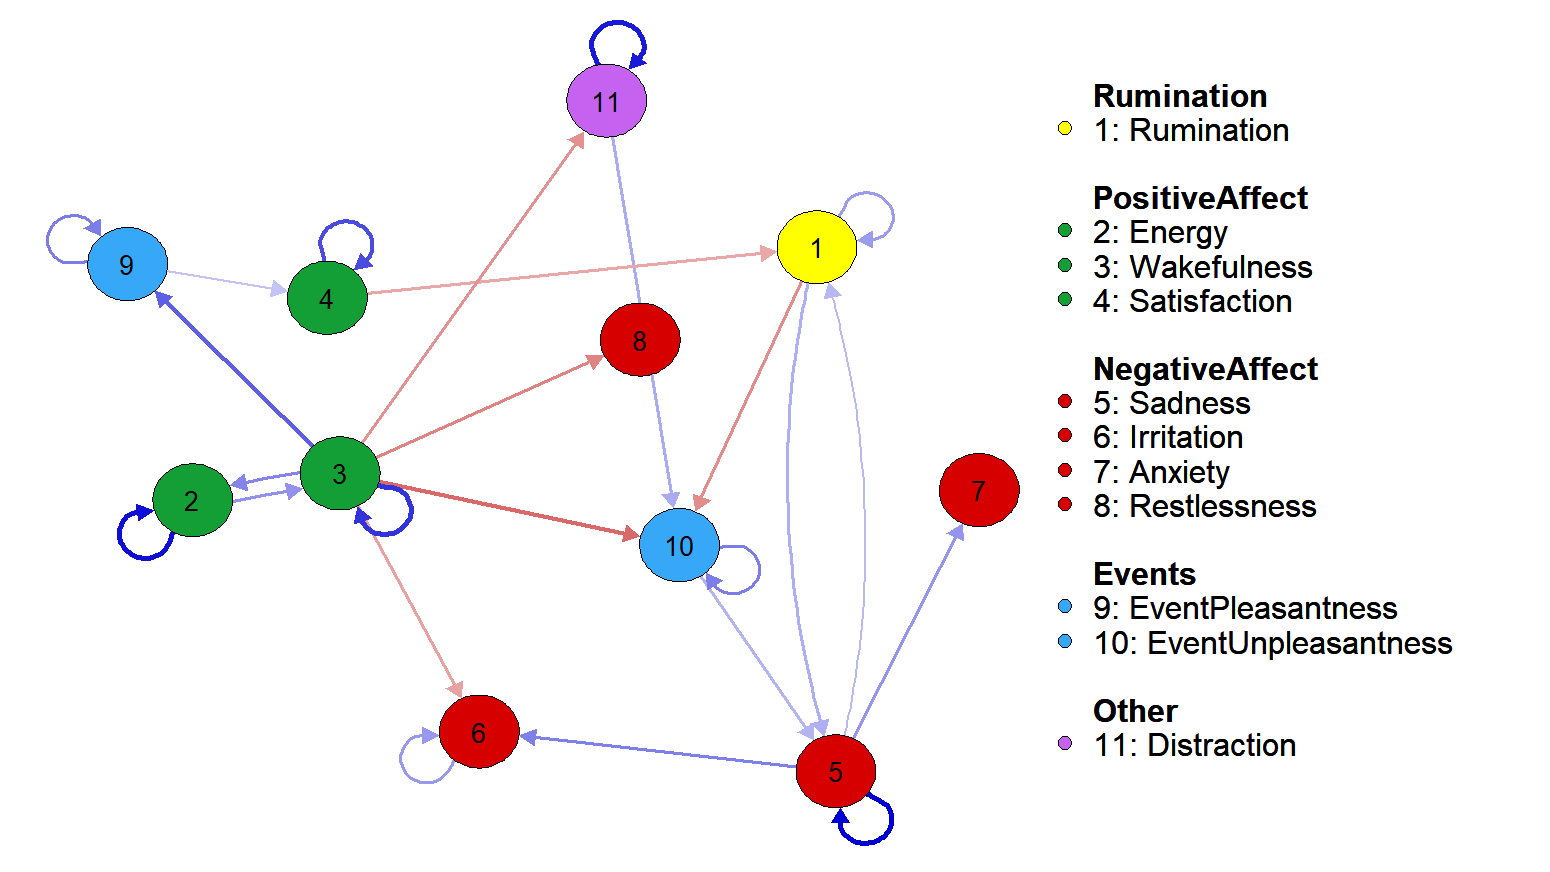 11
1
9
4
8
3
2
7
10
6
5
Rumination
1: Rumination
PositiveAffect
2: Energy
3: Wakefulness
4: Satisfaction
NegativeAffect
5: Sadness
6: Irritation
7: Anxiety
8: Restlessness
Events
9: EventPleasantness
10: EventUnpleasantness
Other
11: Distraction